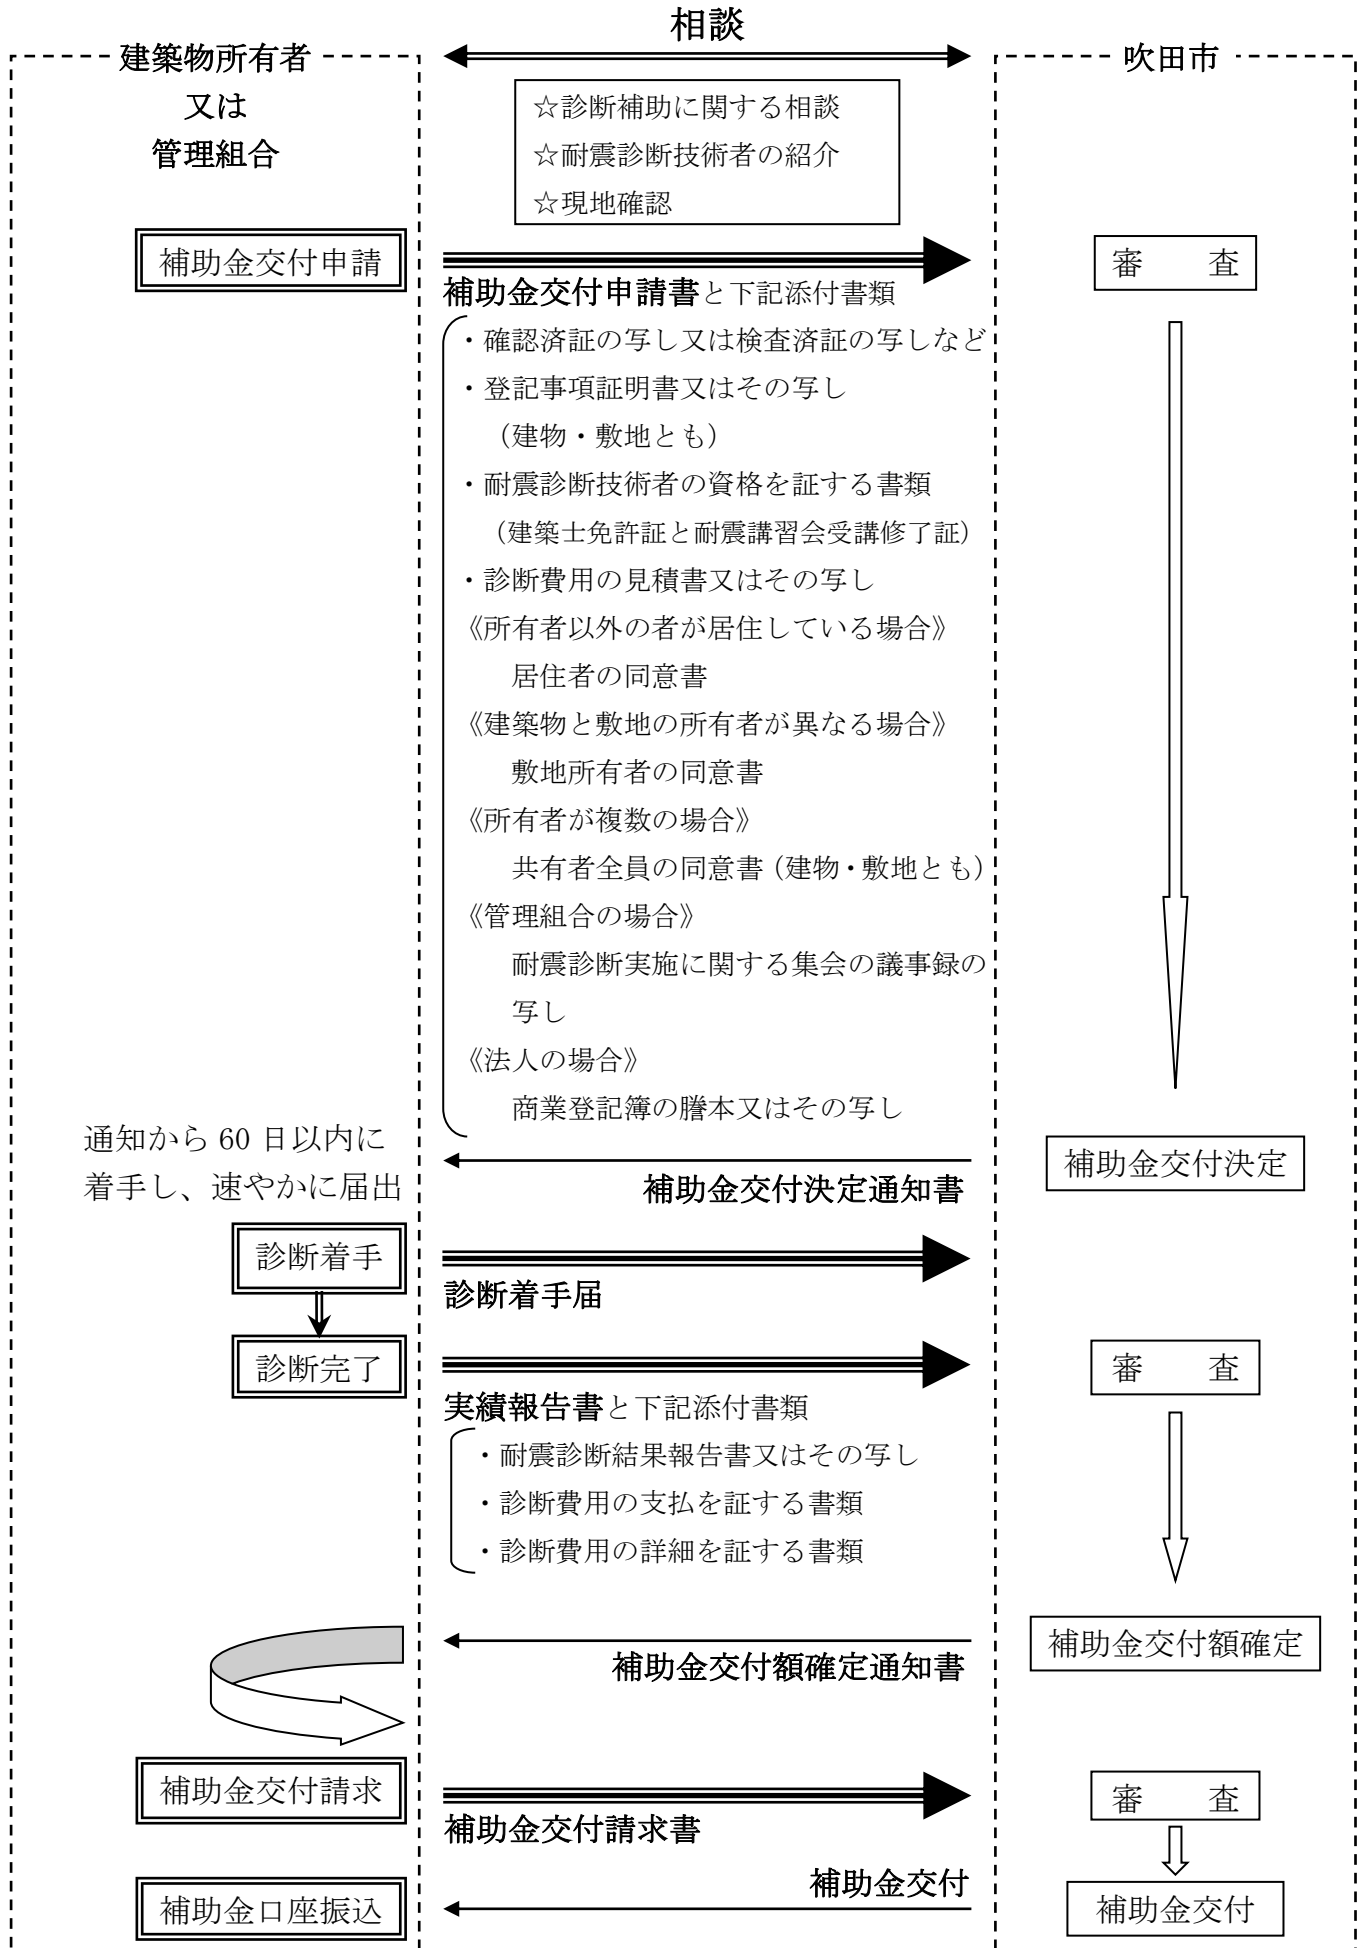 相談
建築物所有者
又は
管理組合
吹田市
☆診断補助に関する相談
☆耐震診断技術者の紹介
☆現地確認
補助金交付申請
審　　査
補助金交付申請書と下記添付書類
・確認済証の写し又は検査済証の写しなど
・登記事項証明書又はその写し
（建物・敷地とも）
・耐震診断技術者の資格を証する書類
（建築士免許証と耐震講習会受講修了証）
・診断費用の見積書又はその写し
《所有者以外の者が居住している場合》
居住者の同意書
《建築物と敷地の所有者が異なる場合》
敷地所有者の同意書
《所有者が複数の場合》
共有者全員の同意書（建物・敷地とも）
《管理組合の場合》
耐震診断実施に関する集会の議事録の
写し
《法人の場合》
商業登記簿の謄本又はその写し
通知から 60 日以内に
着手し、速やかに届出
補助金交付決定
補助金交付決定通知書
診断着手
診断着手届
診断完了
審　　査
実績報告書と下記添付書類
・耐震診断結果報告書又はその写し
・診断費用の支払を証する書類
・診断費用の詳細を証する書類
補助金交付額確定
補助金交付額確定通知書
補助金交付請求
審　　査
補助金交付請求書
補助金交付
補助金口座振込
補助金交付